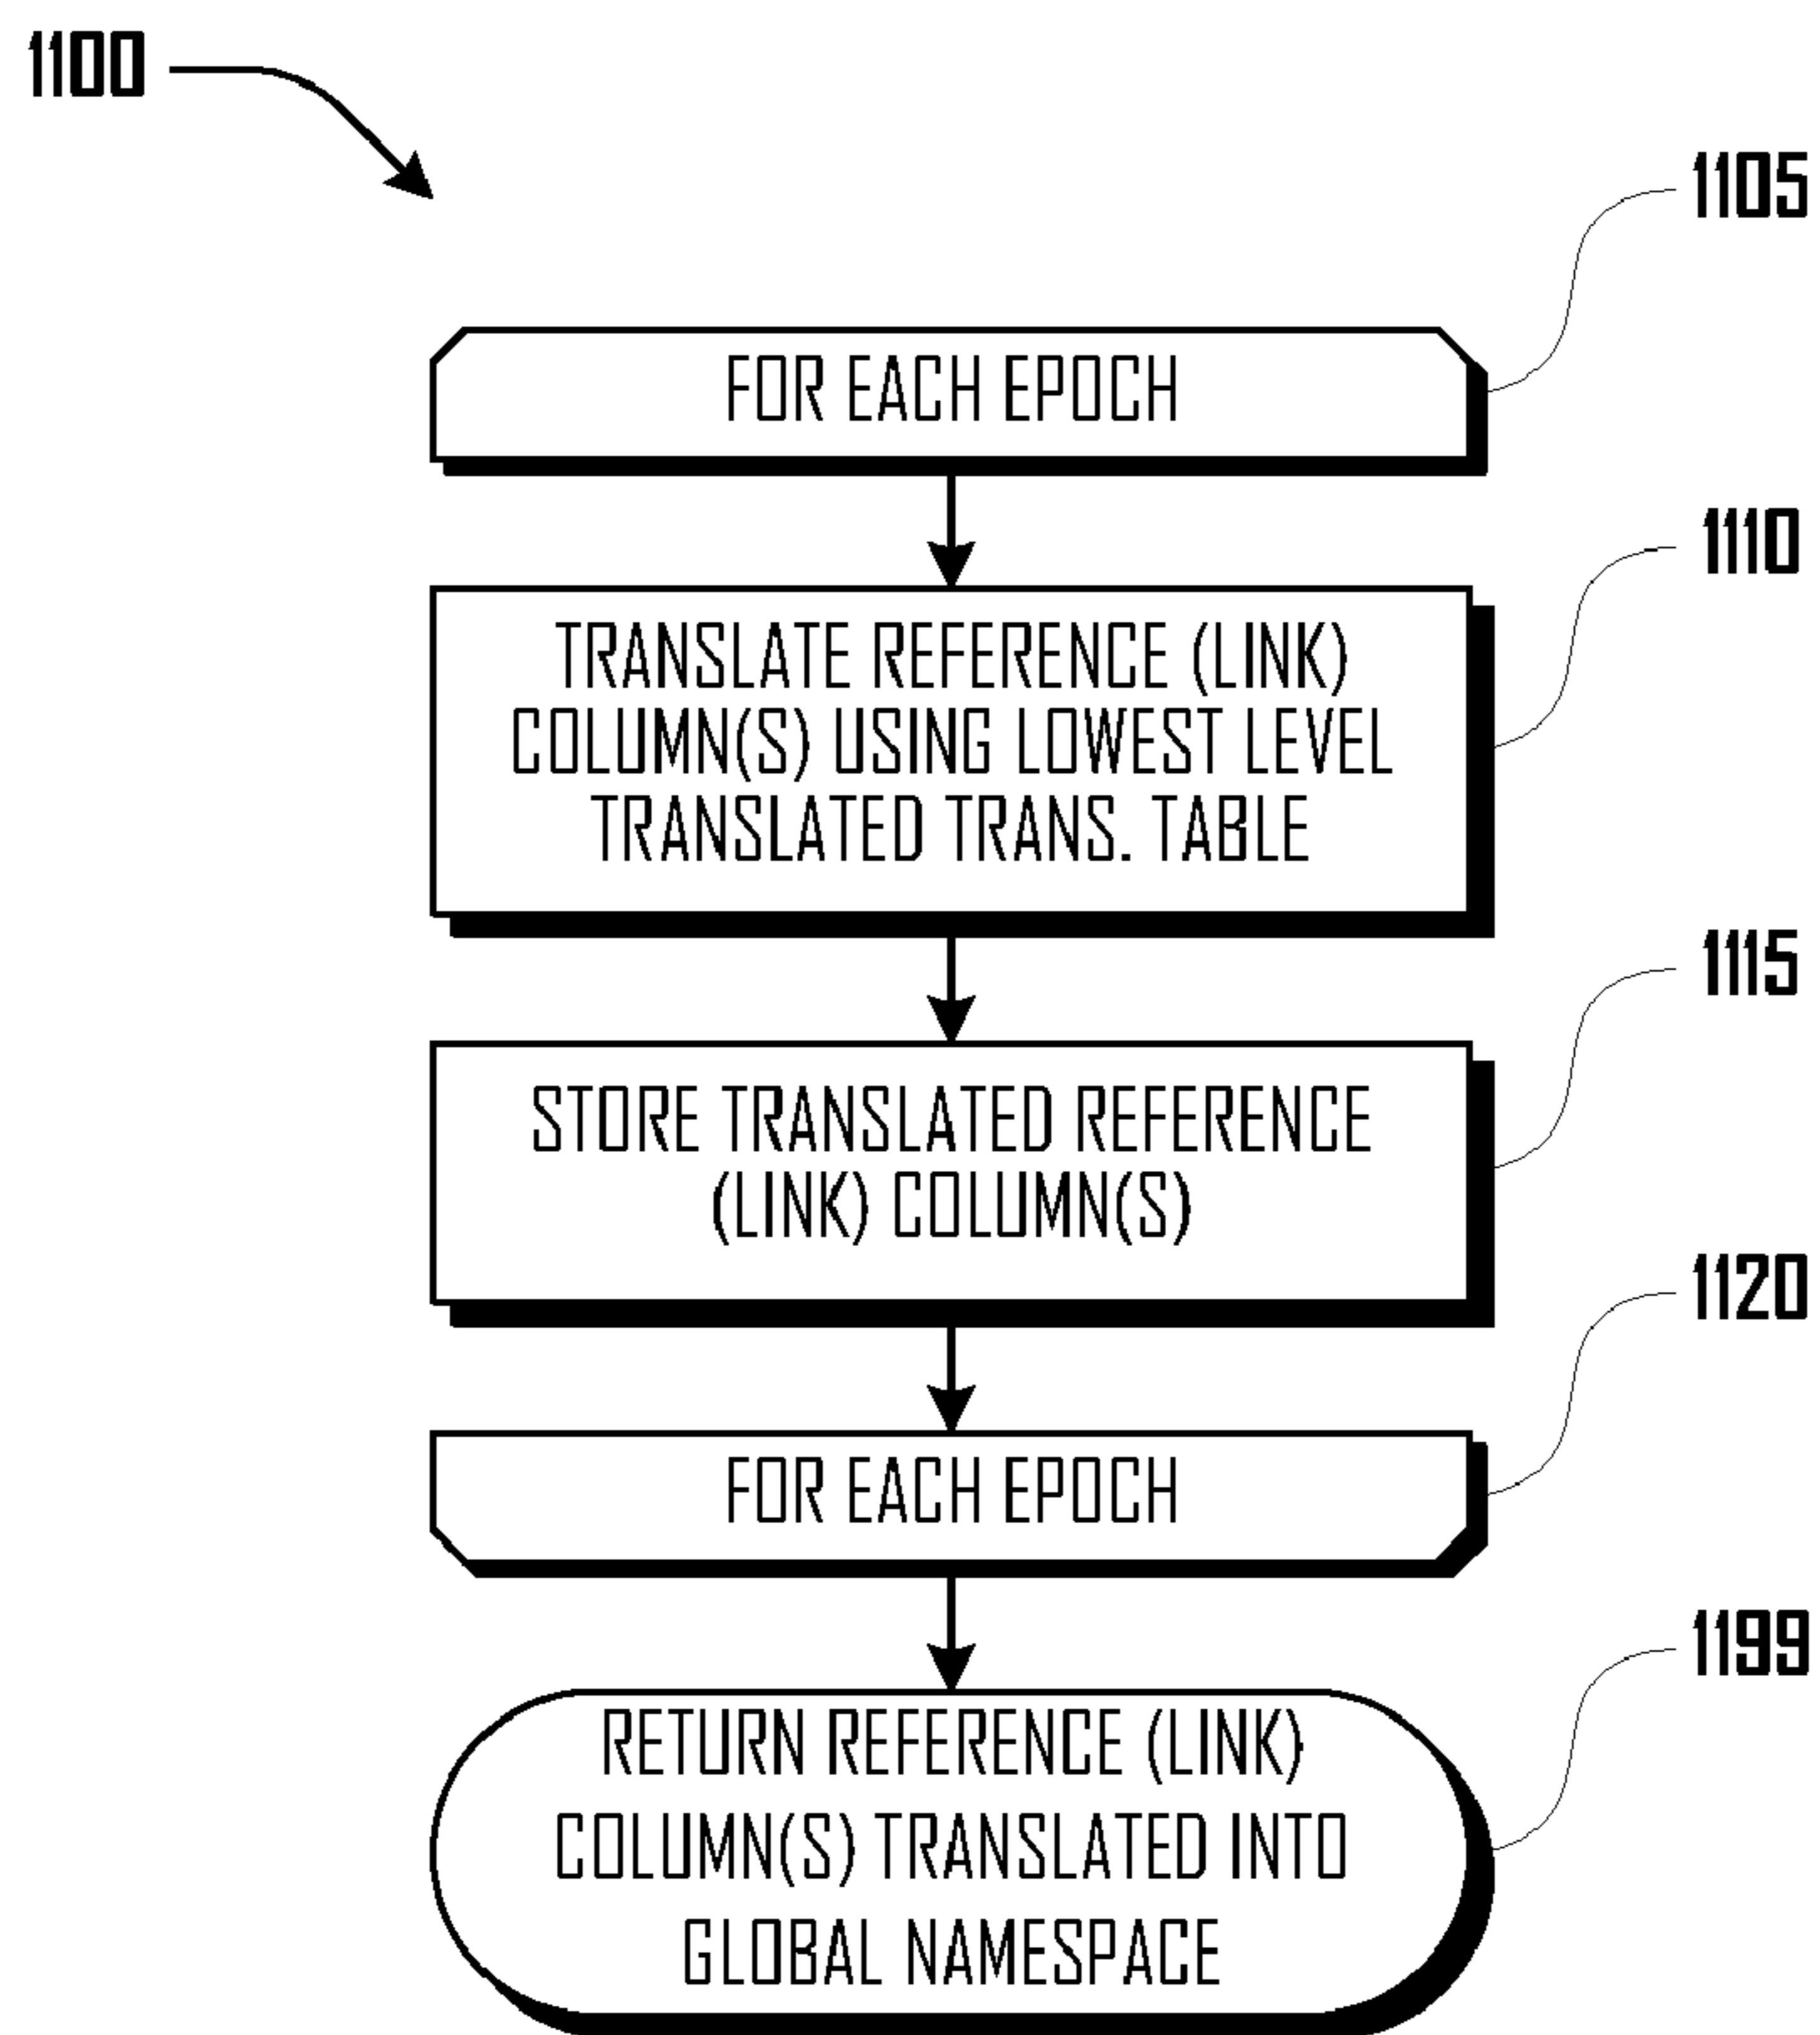 1100
1105
FOR EACH EPOCH
1110
TRANSLATE REFERENCE (LINK)
COLUMN(S) USING LOWEST LEVEL
TRANSLATED TRANS. TABLE
1115
STORE TRANSLATED REFERENCE
(LINK) COLUMN(S)
1120
FOR EACH EPOCH
1199
RETURN REFERENCE (LINK)
COLUMN(S) TRANSLATED INTO
GLOBAL NAMESPACE